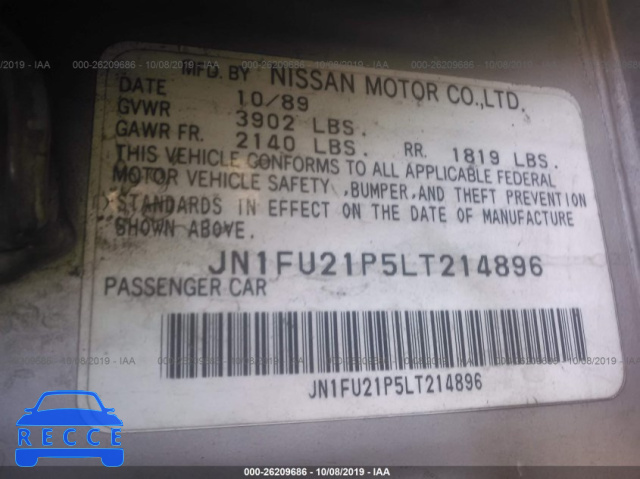 000-26209686 - 10/08/2019 - IAA
MFG. BY NISSAN MOTOR CO.,LTD.
DATE 10/89
GVWR 3902 LBS.
GAWR FR. 2140 LBS. RR. 1819 LBS.
THIS VEHICLE CONFORMS TO ALL APPLICABLE FEDERAL
MOTOR VEHICLE SAFETY ,BUMPER,AND THEFT PREVENTION
STANDARDS IN EFFECT ON THE DATE OF MANUFACTURE
SHOWN ABOVE.
JN1FU21P5LT214896
PASSENGER CAR
JN1FU21P5LT214896
RECCE
000-26209686 - 10/08/2019 - IAA